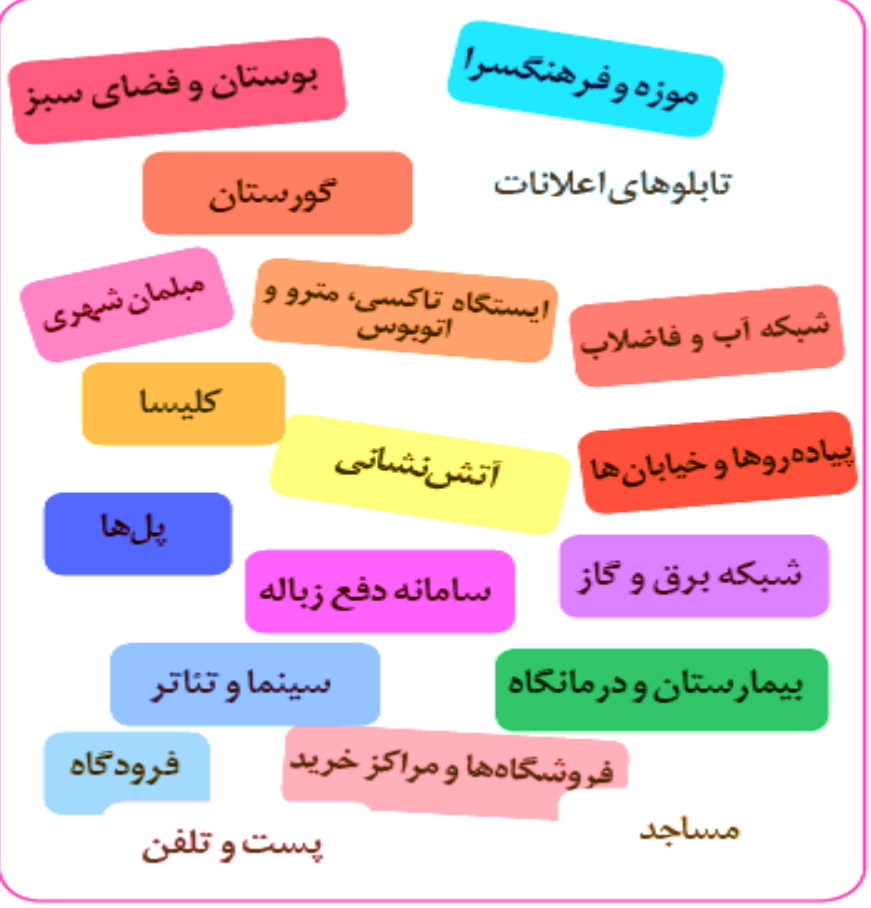 موزه و فرهنگسرا
بوستان و فضای سبز
تابلوهای اعلانات
گورستان
شبکه آب و فاضلاب
ایستگاه تاکسی، مترو و
اتوبوس
مبلمان شهری
کلیسا
پیاده‌روها و خیابان‌ها
آتش‌نشانی
پل‌ها
شبکه برق و گاز
سامانه دفع زباله
بیمارستان و درمانگاه
سینما و تئاتر
فروشگاه‌ها و مراکز خرید
فرودگاه
مساجد
پست و تلفن